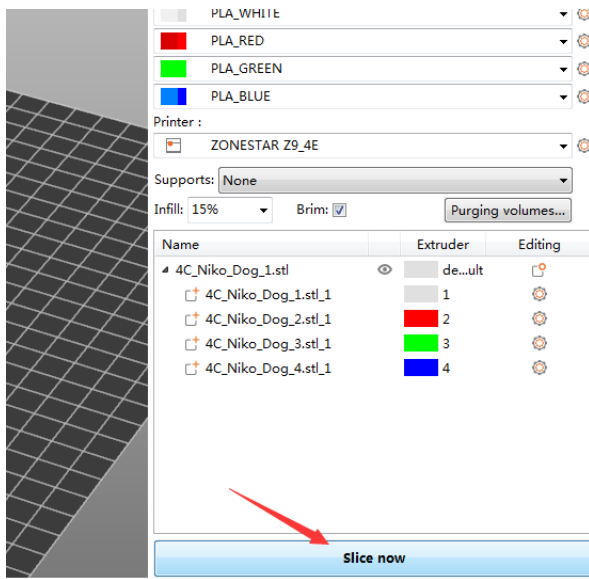 PLA_WHITE
PLA_RED
PLA_GREEN
PLA_BLUE
Printer :
ZONESTAR Z9_4E
Supports: None
Infill: 15% Brim: Purging volumes...
Name Extruder Editing
4C_Niko_Dog_1.stl de...ult
4C_Niko_Dog_1.stl_1 1
4C_Niko_Dog_2.stl_1 2
4C_Niko_Dog_3.stl_1 3
4C_Niko_Dog_4.stl_1 4
Slice now